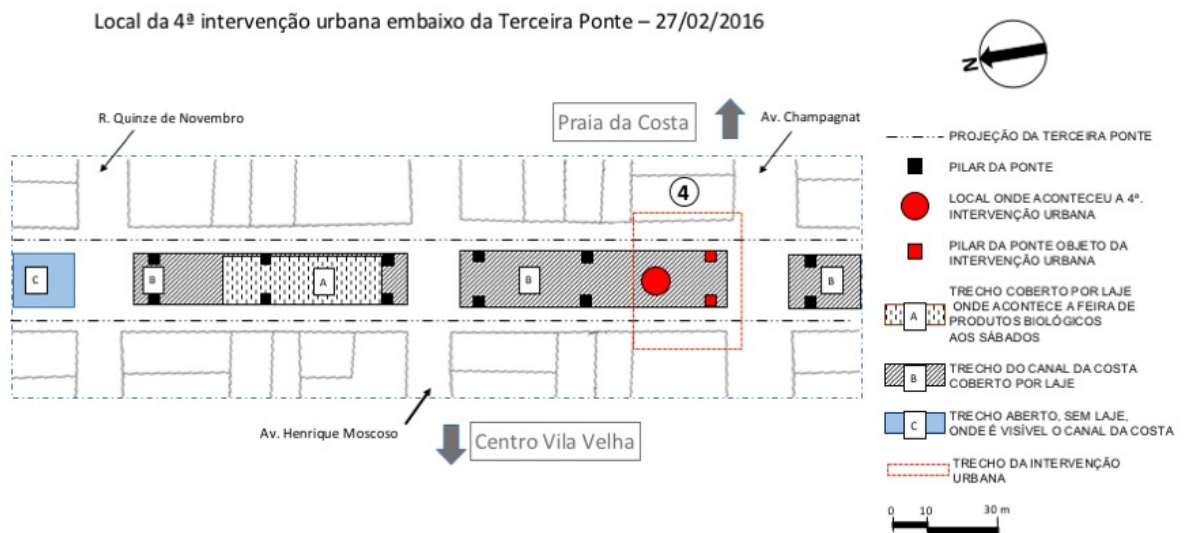 Local da 4ª intervenção urbana embaixo da Terceira Ponte – 27/02/2016
N
R. Quinze de Novembro
Praia da Costa
Av. Champagnat
4
C
B
A
B
B
Av. Henrique Moscoso
Centro Vila Velha
PROJEÇÃO DA TERCEIRA PONTE
PILAR DA PONTE
LOCAL ONDE ACONTECEU A 4ª.
INTERVENÇÃO URBANA
PILAR DA PONTE OBJETO DA
INTERVENÇÃO URBANA
A
TRECHO COBERTO POR LAJE
ONDE ACONTECE A FEIRA DE
PRODUTOS BIOLÓGICOS
AOS SÁBADOS
B
TRECHO DO CANAL DA COSTA
COBERTO POR LAJE
C
TRECHO ABERTO, SEM LAJE,
ONDE É VISÍVEL O CANAL DA COSTA
TRECHO DA INTERVENÇÃO
URBANA
0 10 30 m